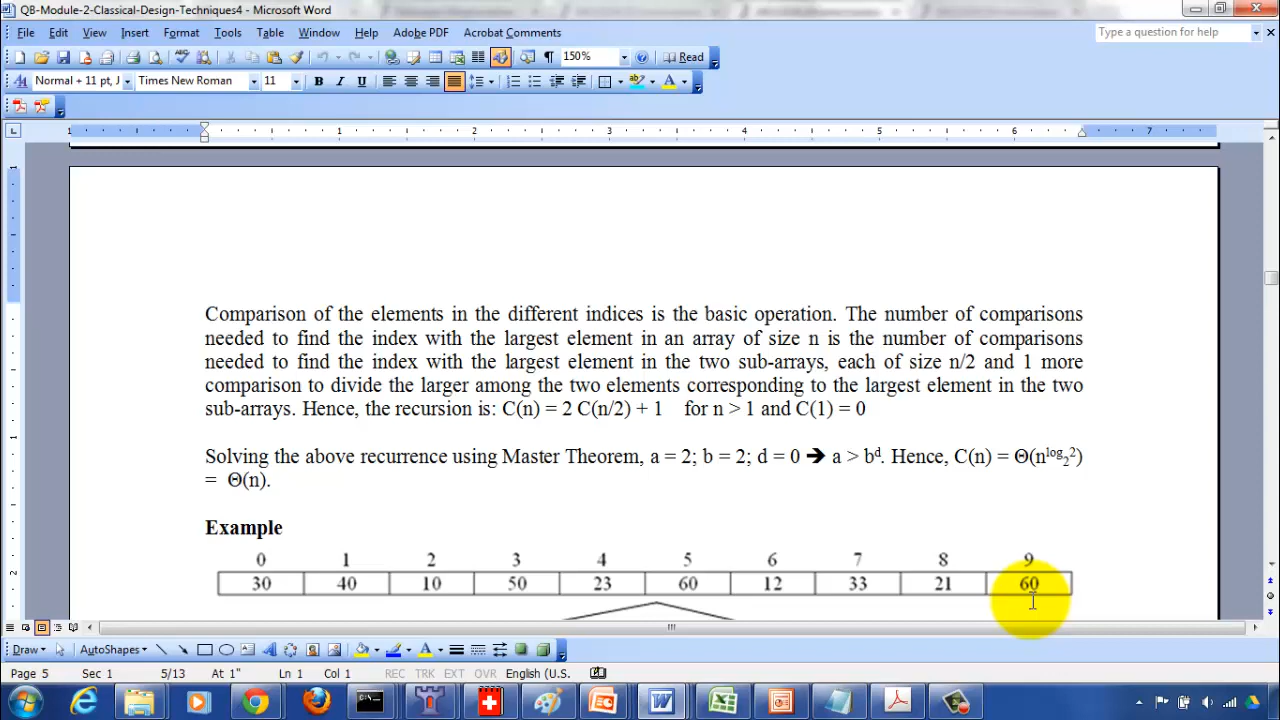 QB-Module-2-Classical-Design-Techniques4 - Microsoft Word
File Edit View Insert Format Tools Table Window Help Adobe PDF Acrobat Comments
Type a question for help
150% Read
Normal + 11 pt, J Times New Roman 11 B I U
1 1 2 3 4 5 6 7
Comparison of the elements in the different indices is the basic operation. The number of comparisons
needed to find the index with the largest element in an array of size n is the number of comparisons
needed to find the index with the largest element in the two sub-arrays, each of size n/2 and 1 more
comparison to divide the larger among the two elements corresponding to the largest element in the two
sub-arrays. Hence, the recursion is: C(n) = 2 C(n/2) + 1 for n > 1 and C(1) = 0
Solving the above recurrence using Master Theorem, a = 2; b = 2; d = 0 ➔ a > b^d. Hence, C(n) = Θ(n^log₂2)
= Θ(n).
Example
0 1 2 3 4 5 6 7 8 9
30 40 10 50 23 60 12 33 21 60
Draw AutoShapes
Page 5 Sec 1 5/13 At 1" Ln 1 Col 1 REC TRK EXT OVR English (U.S.